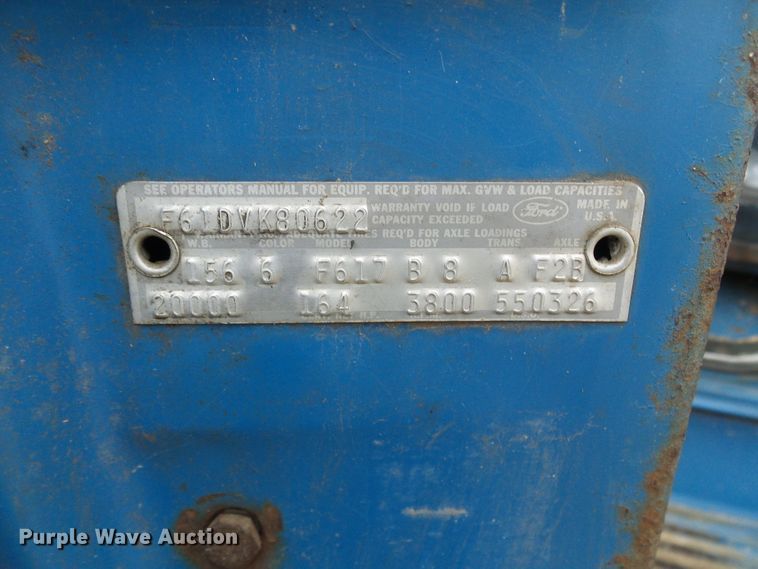 SEE OPERATORS MANUAL FOR EQUIP. REQ'D FOR MAX. GVW & LOAD CAPACITIES
F61DVK80622 WARRANTY VOID IF LOAD CAPACITY EXCEEDED Ford MADE IN U.S.A.
TIRES REQ'D FOR AXLE LOADINGS
W.B. COLOR MODEL BODY TRANS. AXLE
156 6 F617 B8 A F2B
20000 164 3800 550326
Purple Wave Auction